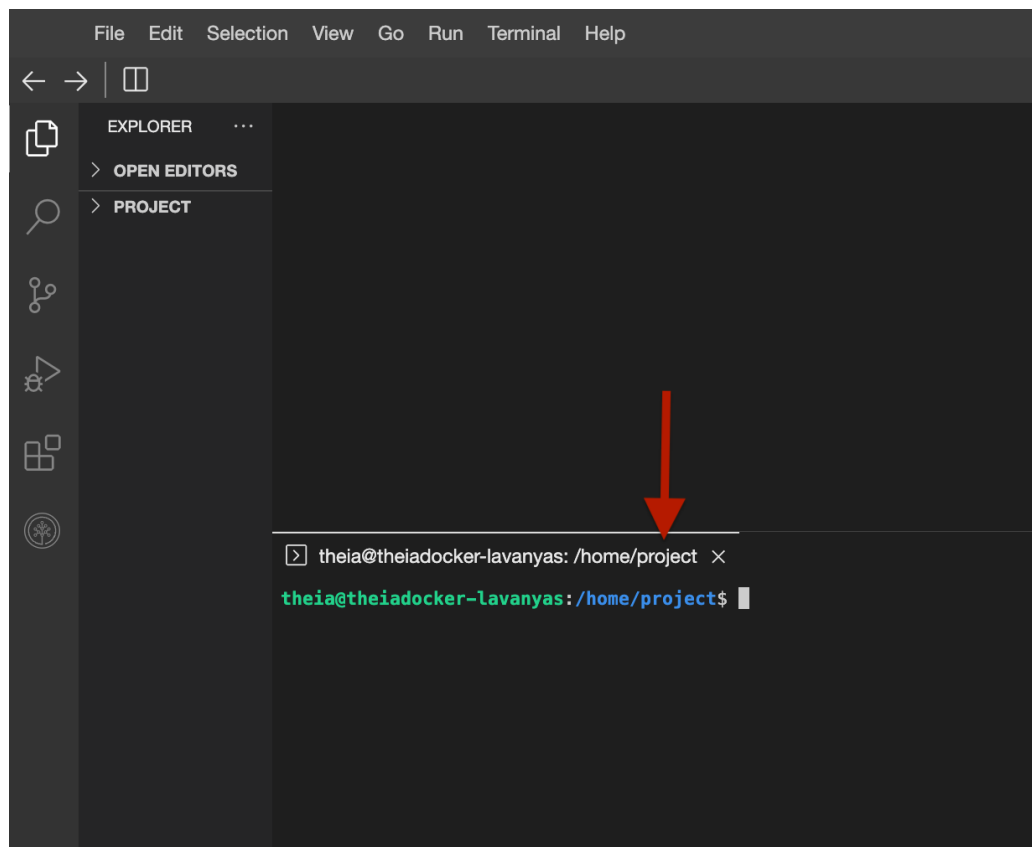 File Edit Selection View Go Run Terminal Help
EXPLORER ...
OPEN EDITORS
PROJECT
theia@theiadocker-lavanyas: /home/project
theia@theiadocker-lavanyas:/home/project$